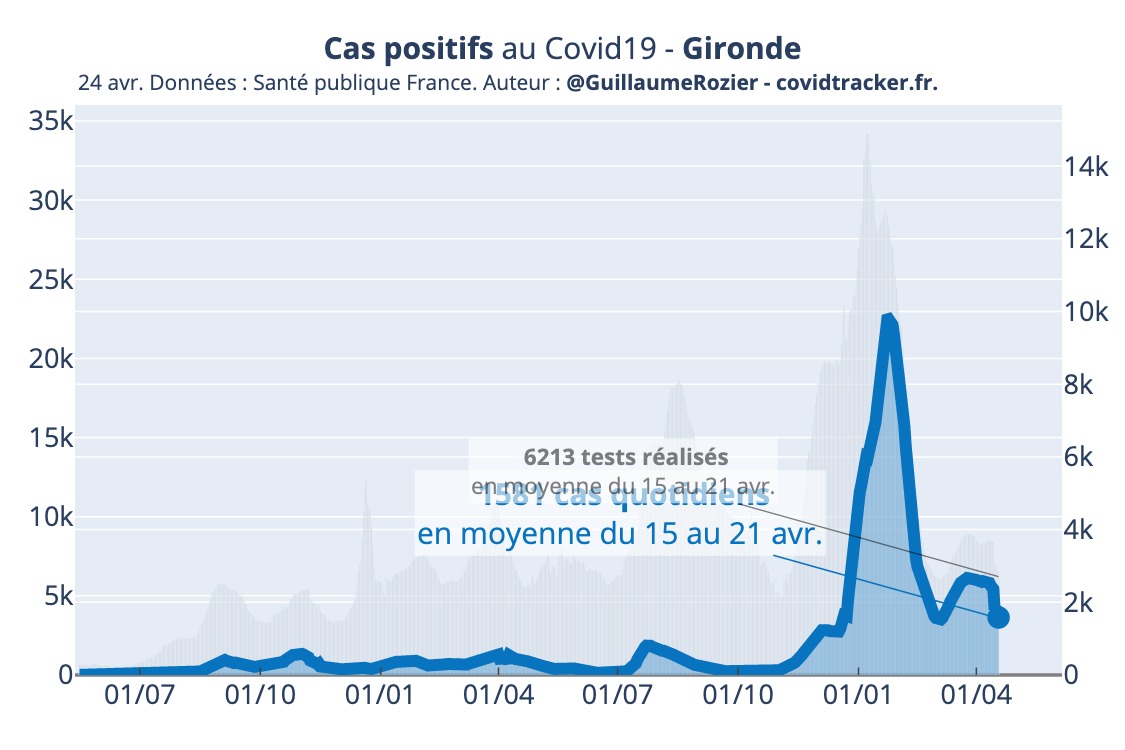 Cas positifs au Covid19 - Gironde
24 avr. Données : Santé publique France. Auteur : @GuillaumeRozier - covidtracker.fr.
35k
30k
25k
20k
15k
10k
5k
0
14k
12k
10k
8k
6k
4k
2k
0
6213 tests réalisés
en moyenne du 15 au 21 avr.
1581 cas quotidiens
en moyenne du 15 au 21 avr.
01/07
01/10
01/01
01/04
01/07
01/10
01/01
01/04